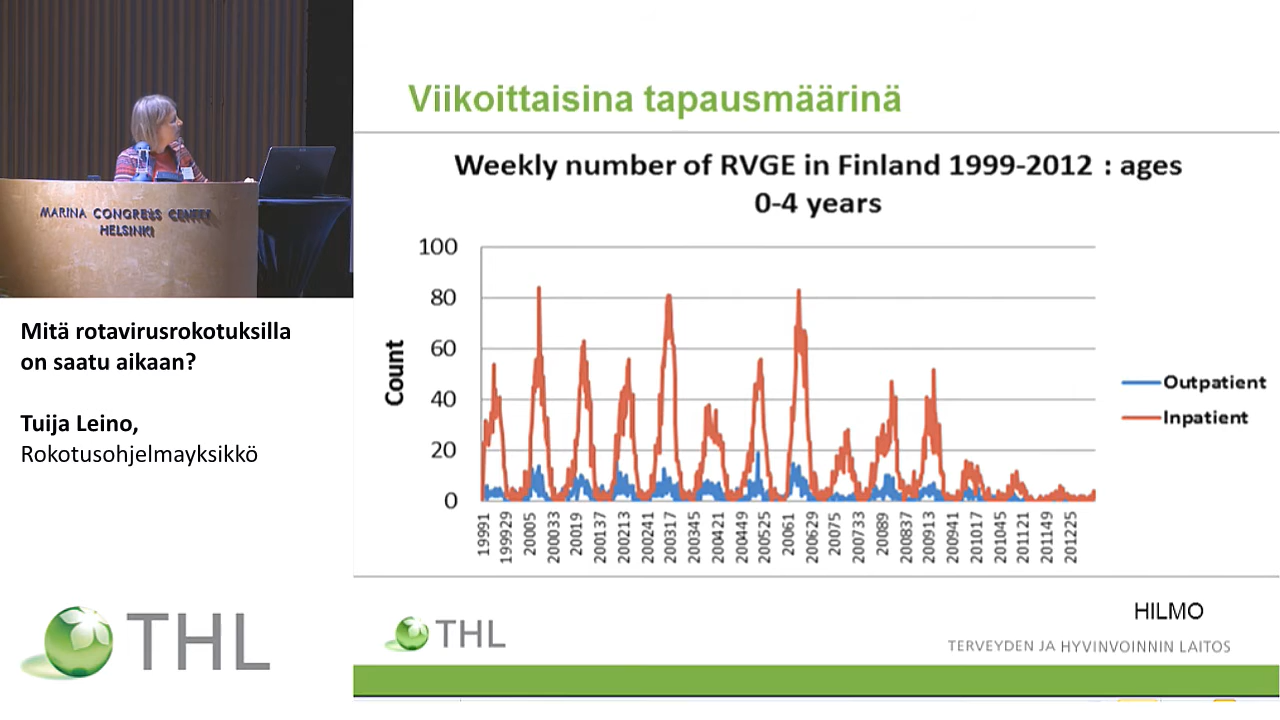 MARINA CONGRESS CENTER
HELSINKI
Mitä rotavirusrokotuksilla
on saatu aikaan?
Tuija Leino,
Rokotusohjelmayksikkö
THL
Viikoittaisina tapausmäärinä
Weekly number of RVGE in Finland 1999-2012 : ages
0-4 years
Count
100
80
60
40
20
0
19991
199929
20005
200033
20019
200137
200213
200241
200317
200345
200421
200449
200525
20061
200629
20075
200733
20089
200837
200913
200941
201017
201045
201121
201149
201225
Outpatient
Inpatient
THL
HILMO
TERVEYDEN JA HYVINVOINNIN LAITOS